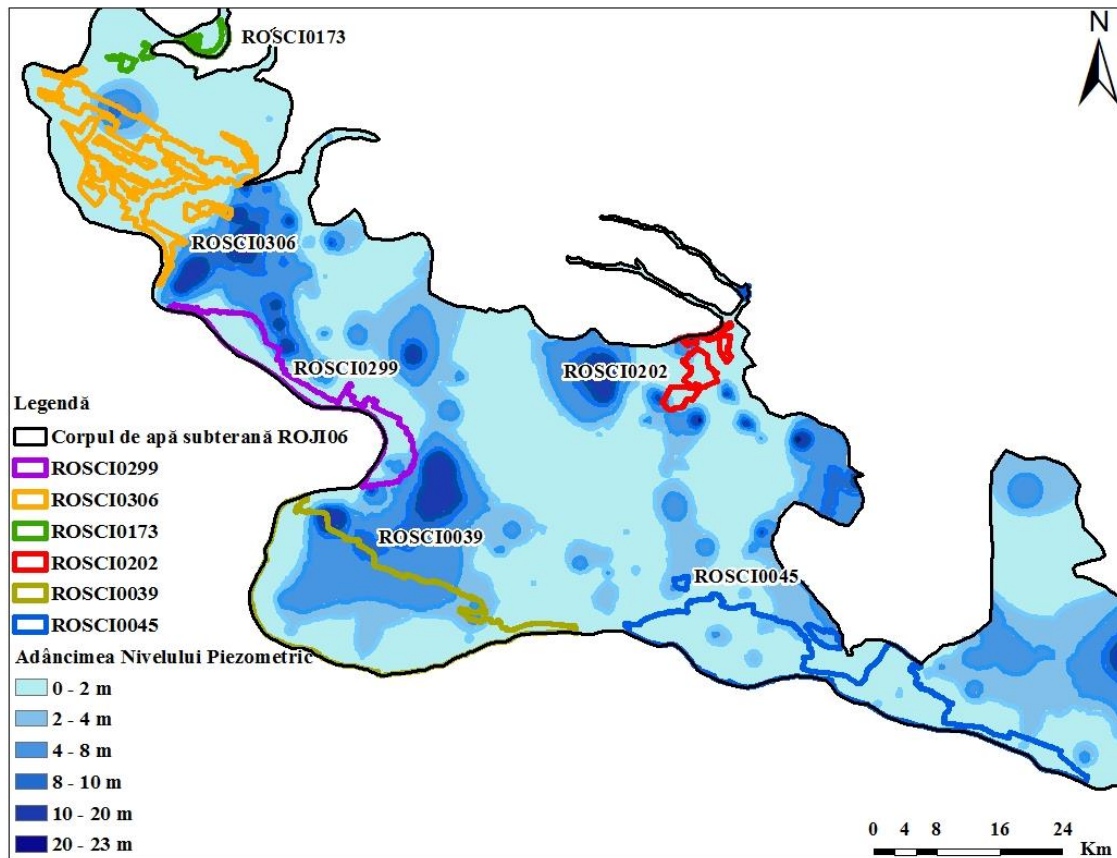 ROSCI0173
N
ROSCI0306
ROSCI0299
ROSCI0202
ROSCI0039
ROSCI0045
Legendă
Corpul de apă subterană ROJI06
ROSCI0299
ROSCI0306
ROSCI0173
ROSCI0202
ROSCI0039
ROSCI0045
Adâncimea Nivelului Piezometric
0 - 2 m
2 - 4 m
4 - 8 m
8 - 10 m
10 - 20 m
20 - 23 m
0 4 8 16 24
Km